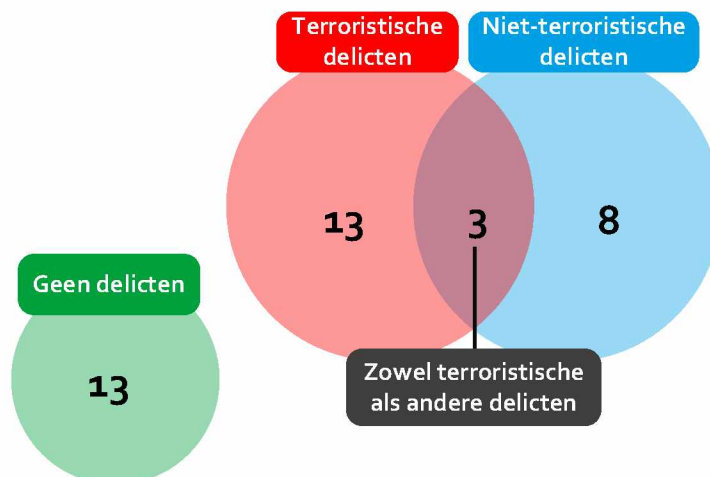 Terroristische
delicten
Niet-terroristische
delicten
13
3
8
Geen delicten
13
Zowel terroristische
als andere delicten